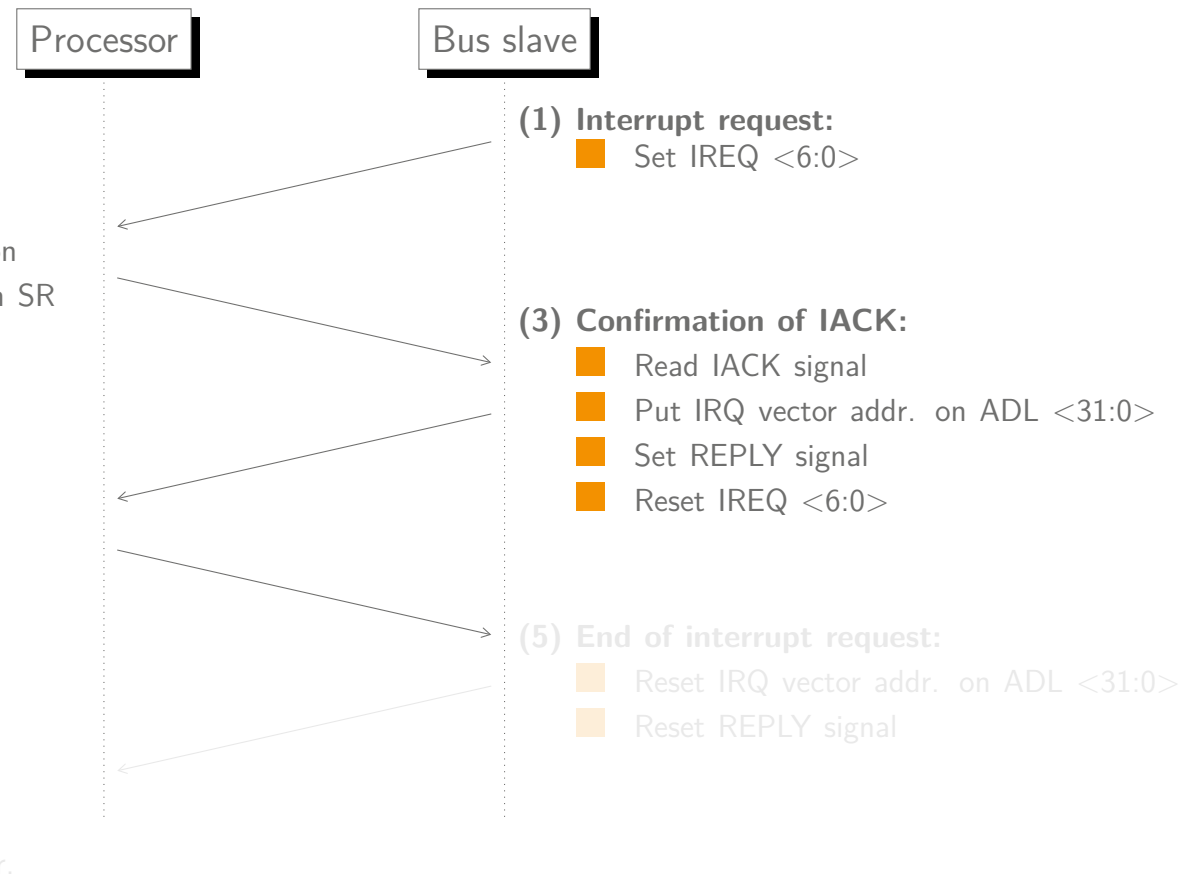 Processor
Bus slave
(1) Interrupt request:
Set IREQ <6:0>
SR
(3) Confirmation of IACK:
Read IACK signal
Put IRQ vector addr. on ADL <31:0>
Set REPLY signal
Reset IREQ <6:0>
(5) End of interrupt request:
Reset IRQ vector addr. on ADL <31:0>
Reset REPLY signal